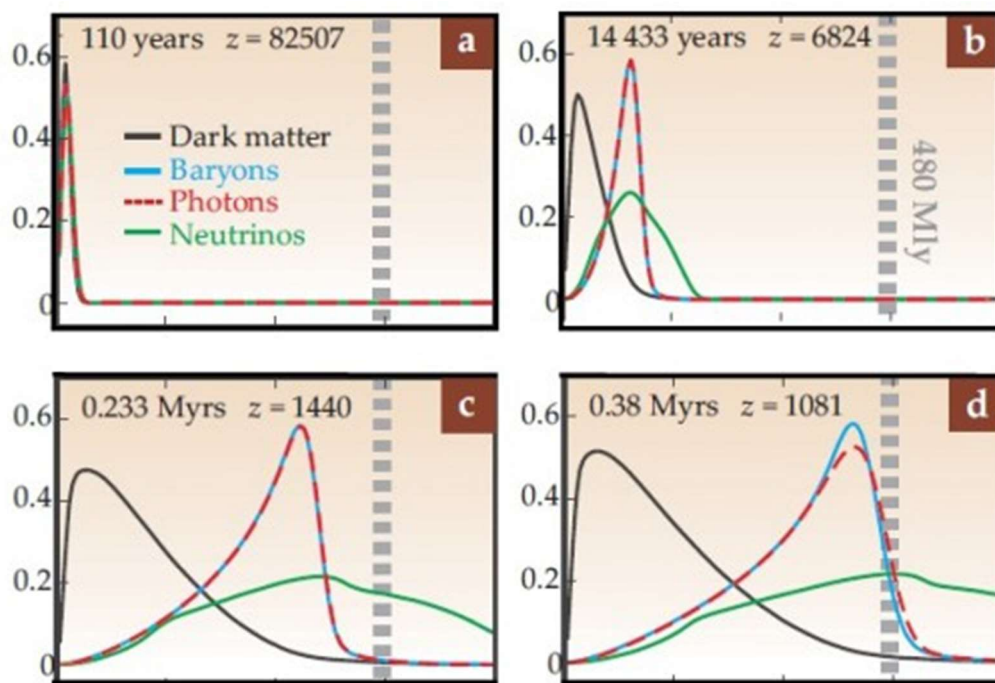 110 years z = 82507
a
0.6
0.4
0.2
0
Dark matter
Baryons
Photons
Neutrinos
14 433 years z = 6824
b
0.6
0.4
0.2
0
480 Mly
0.233 Myrs z = 1440
c
0.6
0.4
0.2
0
0.38 Myrs z = 1081
d
0.6
0.4
0.2
0